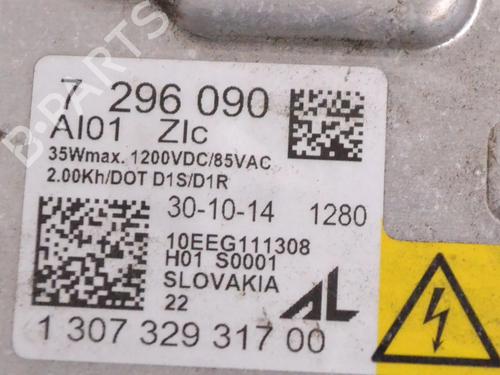 7 296 090
AI01 ZIc
35Wmax. 1200VDC/85VAC
2.00Kh/DOT D1S/D1R
30-10-14 1280
10EEG111308
H01 S0001
SLOVAKIA
22
AL
1 307 329 317 00
B-PARTS